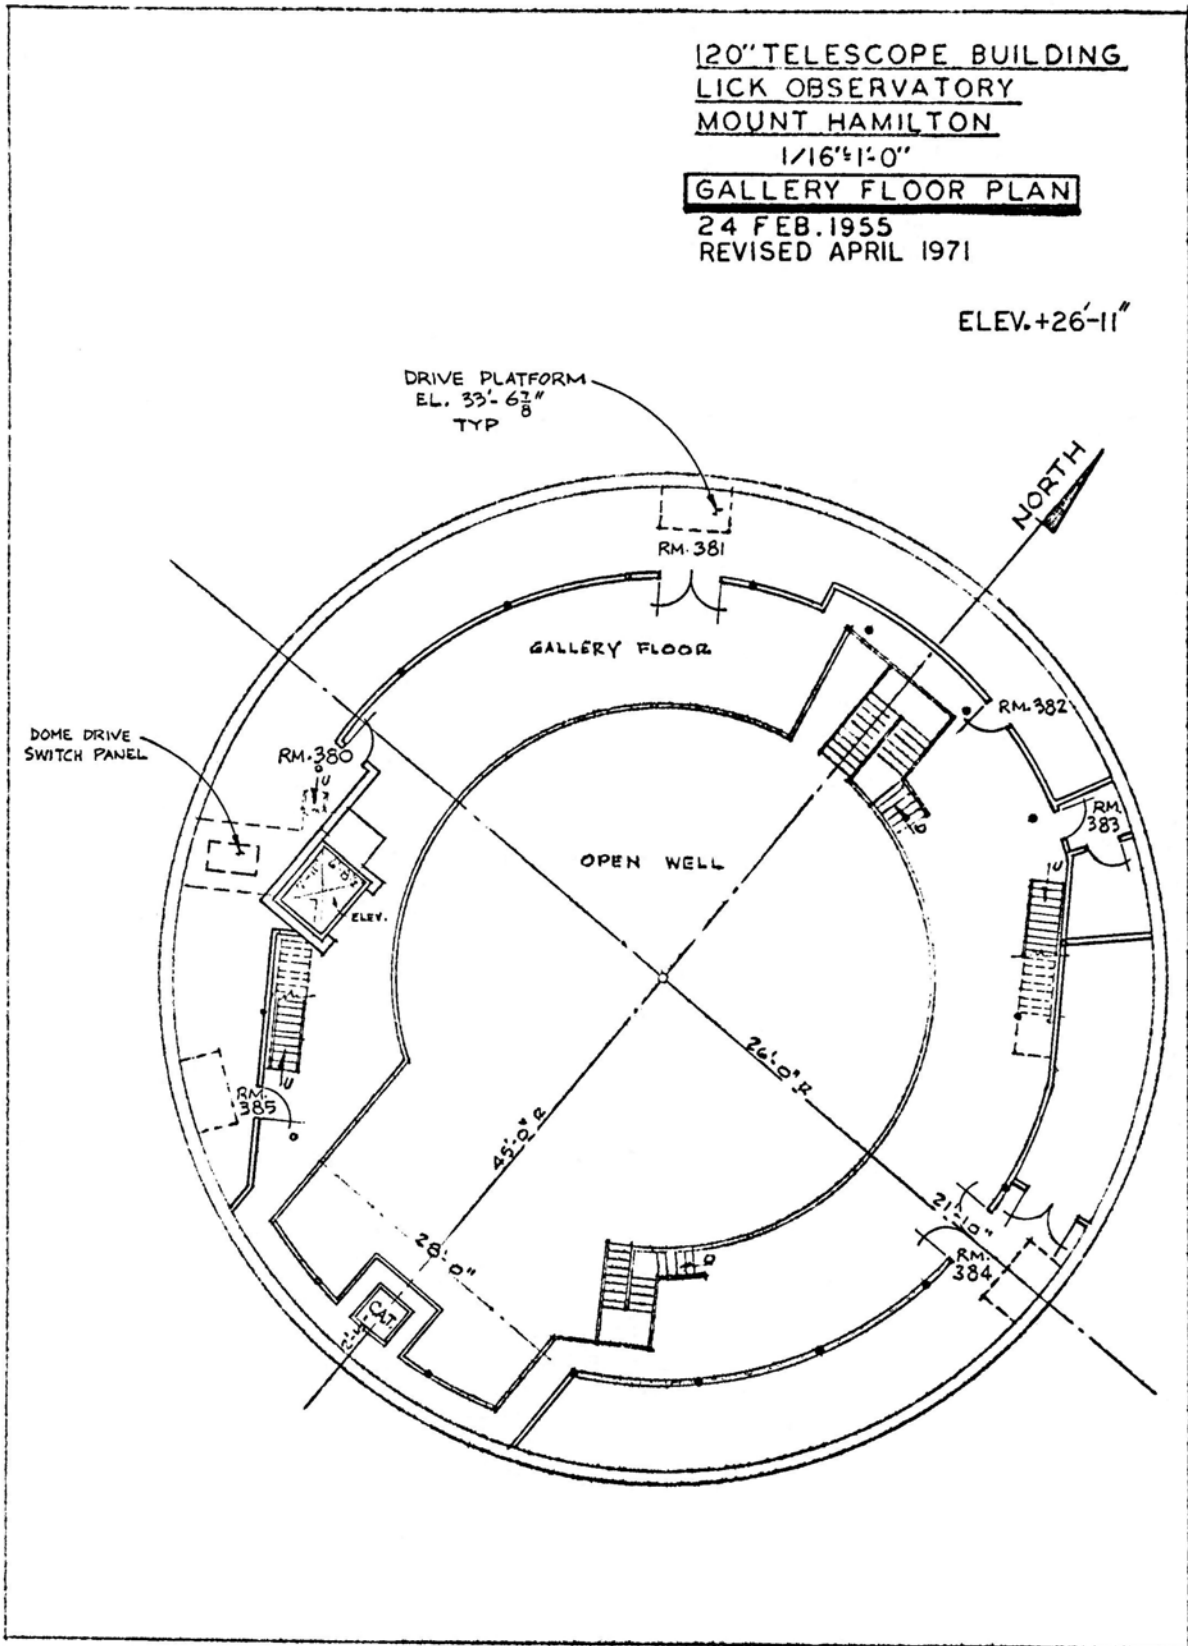 120" TELESCOPE BUILDING
LICK OBSERVATORY
MOUNT HAMILTON
1/16"=1'-0"
GALLERY FLOOR PLAN
24 FEB. 1955
REVISED APRIL 1971
ELEV. +26'-11"
DRIVE PLATFORM
EL. 33'-6 7/8"
TYP
NORTH
RM. 381
GALLERY FLOOR
RM. 382
DOME DRIVE
SWITCH PANEL
RM. 380
U
RM.
383
D
U
OPEN WELL
ELEV.
26'-0" R
U
RM.
385
45'-0" R
21'-10"
28'-0"
D
RM.
384
CAT.